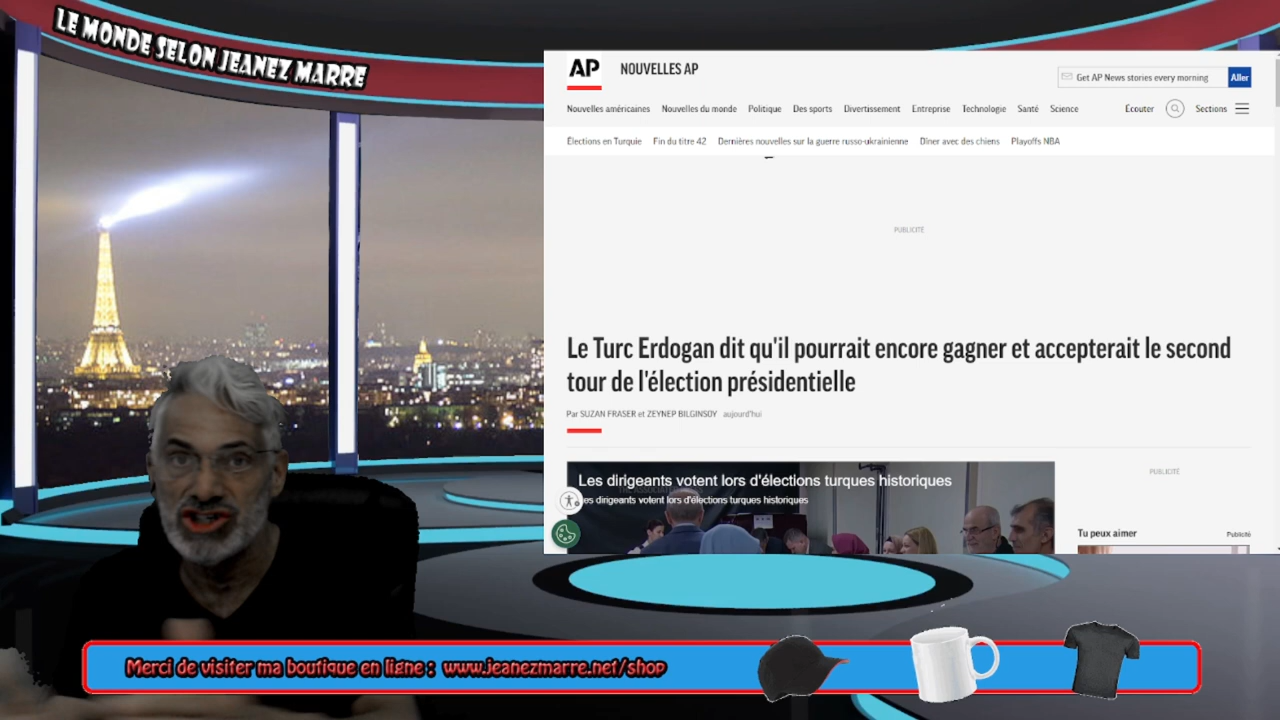 LE MONDE SELON JEANEZ MARRE
AP
NOUVELLES AP
Get AP News stories every morning
Aller
Nouvelles américaines Nouvelles du monde Politique Des sports Divertissement Entreprise Technologie Santé Science Écouter Sections
Élections en Turquie Fin du titre 42 Dernières nouvelles sur la guerre russo-ukrainienne Dîner avec des chiens Playoffs NBA
PUBLICITÉ
Le Turc Erdogan dit qu'il pourrait encore gagner et accepterait le second
tour de l'élection présidentielle
Par SUZAN FRASER et ZEYNEP BILGINSOY aujourd'hui
PUBLICITÉ
Les dirigeants votent lors d'élections turques historiques
Les dirigeants votent lors d'élections turques historiques
Tu peux aimer
Publicité
Merci de visiter ma boutique en ligne : www.jeanezmarre.net/shop